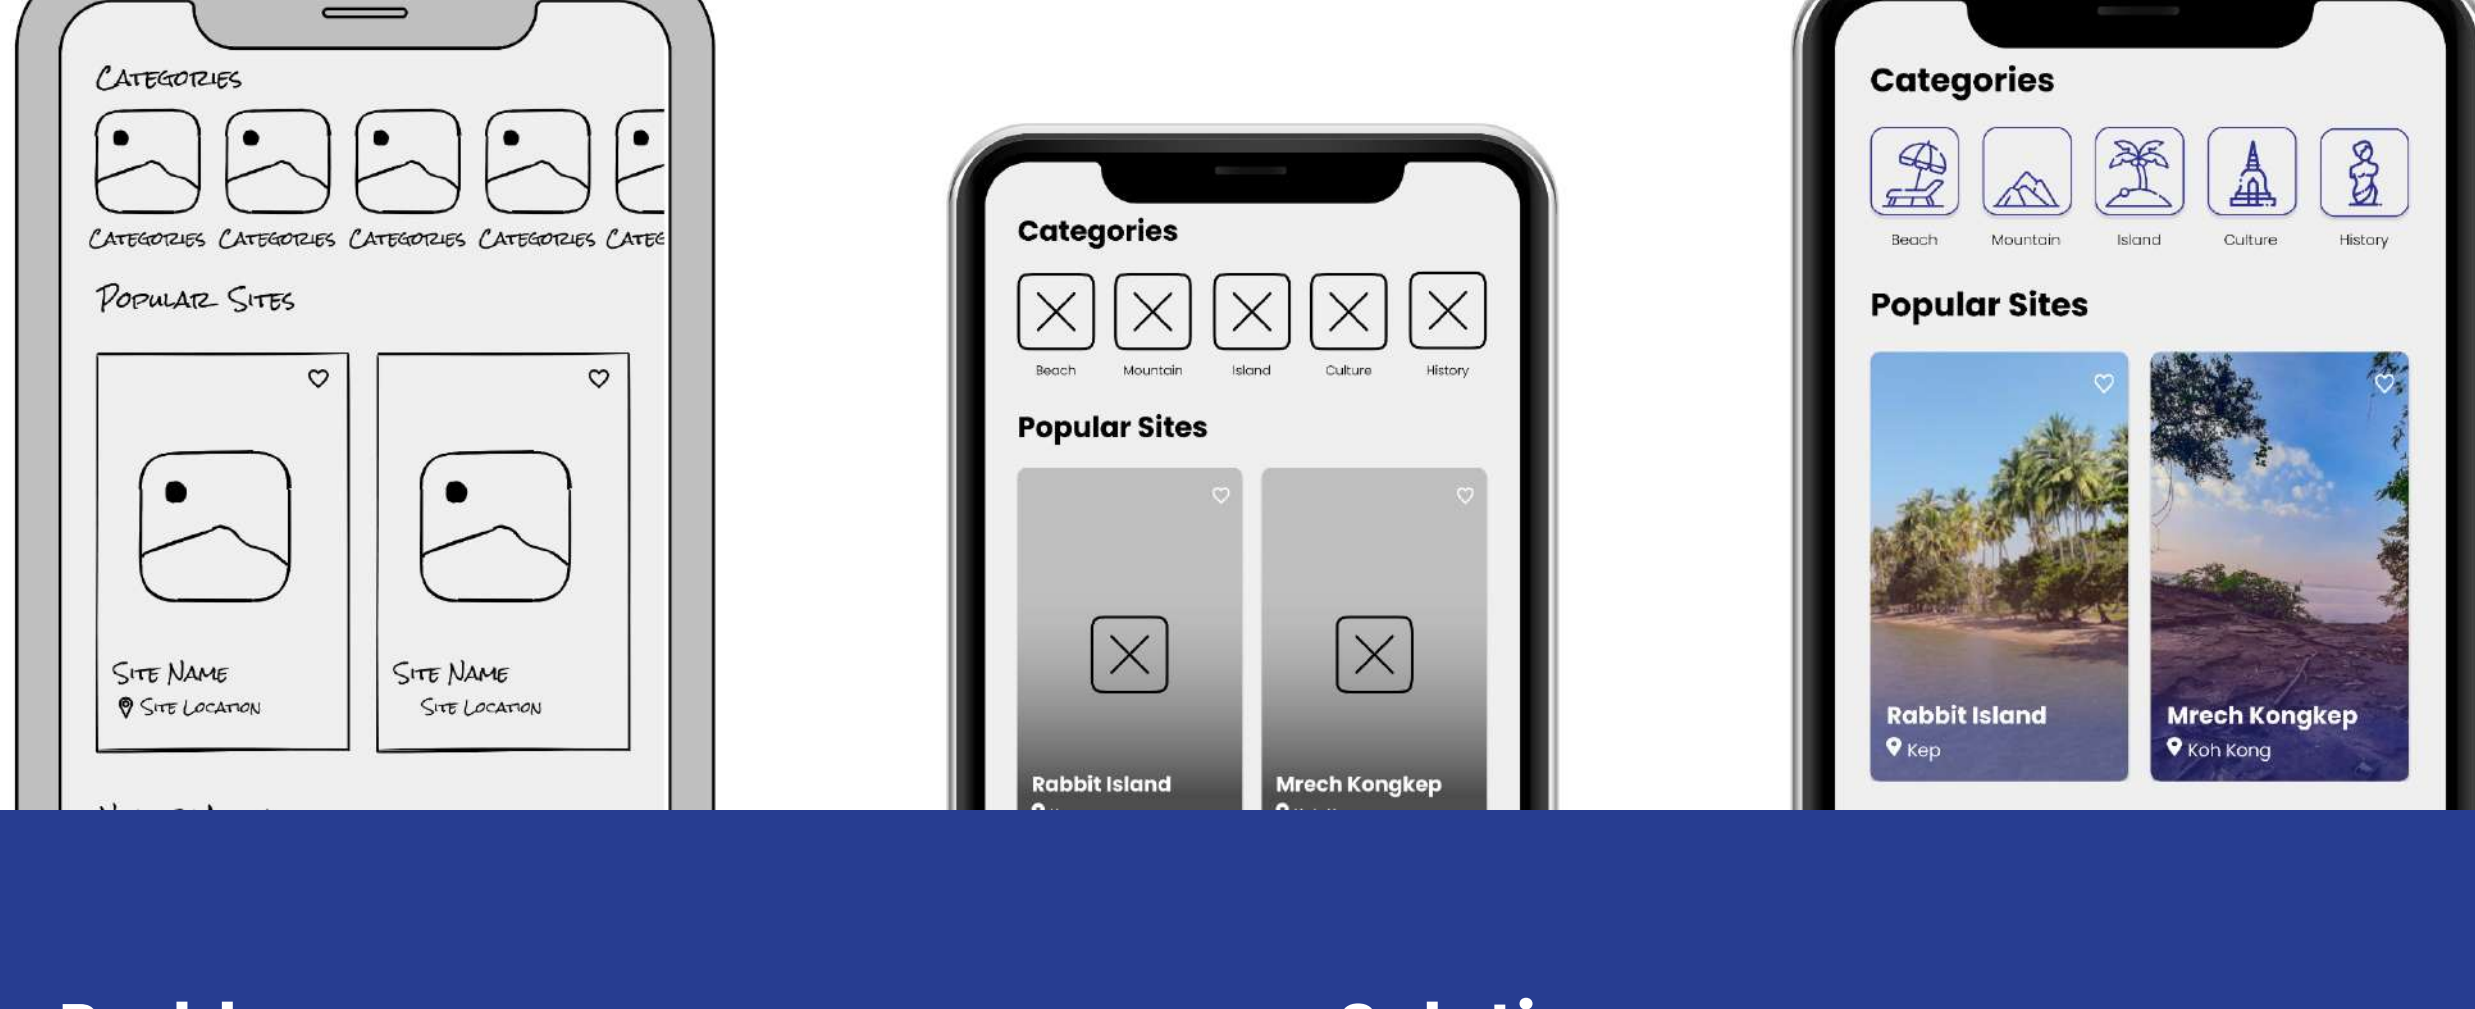 CATEGORIES
CATEGORIES CATEGORIES CATEGORIES CATEGORIES
POPULAR SITES
SITE NAME
SITE LOCATION
SITE NAME
SITE LOCATION
Categories
Beach Mountain Island Culture History
Popular Sites
Rabbit Island
Mrech Kongkep
Categories
Beach Mountain Island Culture History
Popular Sites
Rabbit Island
Kep
Mrech Kongkep
Koh Kong